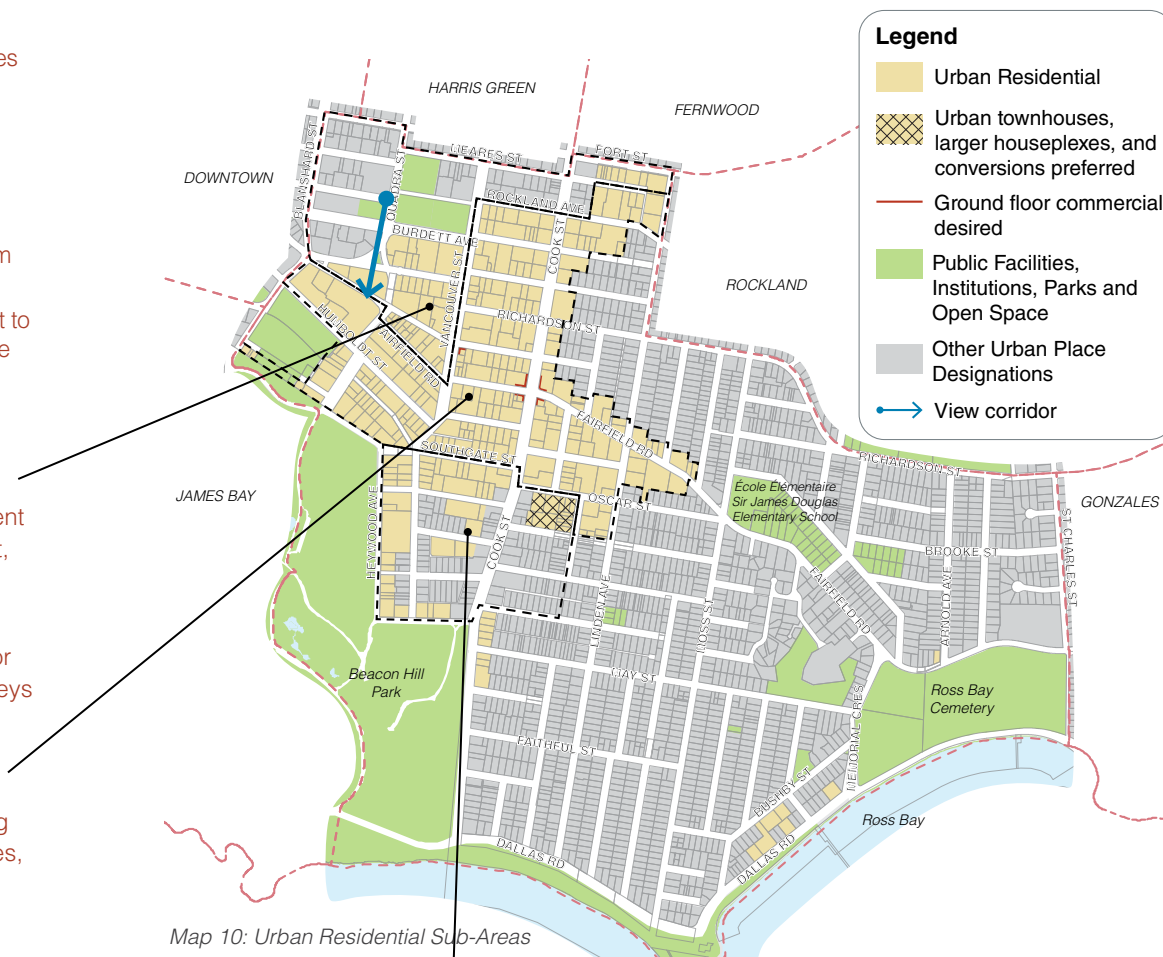 es
m
t to
e
ent
t,
or
eys
g
es,
Legend
Urban Residential
Urban townhouses,
larger houseplexes, and
conversions preferred
Ground floor commercial
desired
Public Facilities,
Institutions, Parks and
Open Space
Other Urban Place
Designations
View corridor
HARRIS GREEN
FERNWOOD
DOWNTOWN
ROCKLAND
JAMES BAY
GONZALES
BLANSHARD ST
QUADRA ST
MEARES ST
FORT ST
ROCKLAND AVE
BURDETT AVE
VANCOUVER ST
COOK ST
RICHARDSON ST
HUMBOLDT ST
FAIRFIELD RD
FAIRFIELD RD
SOUTHGATE ST
OSCAR ST
RICHARDSON ST
École Élémentaire
Sir James Douglas
Elementary School
HEYWOOD AVE
COOK ST
BROOKE ST
ST CHARLES ST
LINDEN AVE
MOSS ST
FAIRFIELD RD
ARNOLD AVE
MAY ST
Beacon Hill
Park
Ross Bay
Cemetery
MEMORIAL CRES
FAITHFUL ST
BUSHBY ST
Ross Bay
DALLAS RD
DALLAS RD
Map 10: Urban Residential Sub-Areas